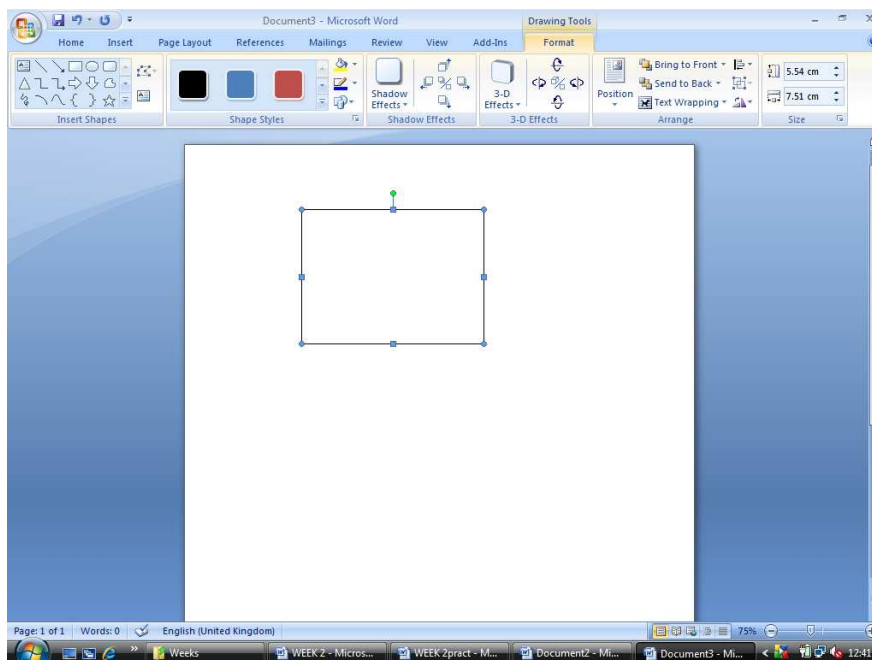 Document3 - Microsoft Word Drawing Tools
Home Insert Page Layout References Mailings Review View Add-Ins Format
Shadow Effects
3-D Effects
Position
Bring to Front
Send to Back
Text Wrapping
5.54 cm
7.51 cm
Insert Shapes Shape Styles Shadow Effects 3-D Effects Arrange Size
Page: 1 of 1 Words: 0 English (United Kingdom) 75%
Weeks WEEK 2 - Micros... WEEK 2pract - M... Document2 - Mi... Document3 - Mi... 12:41